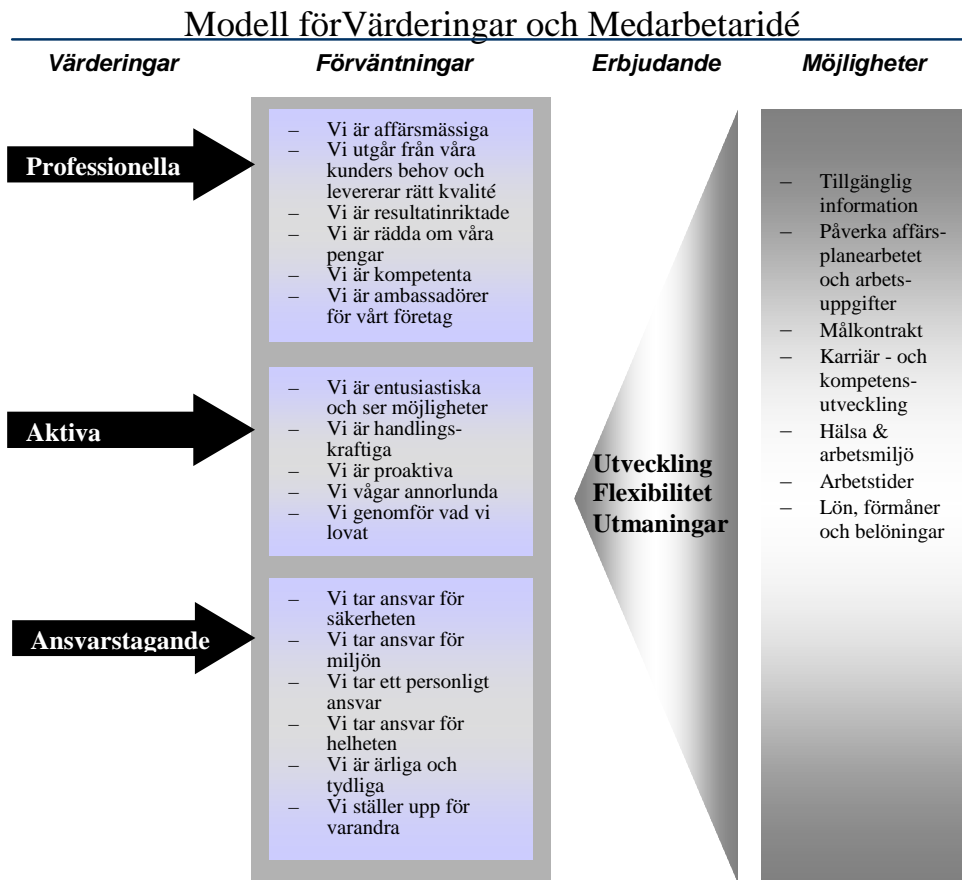 Modell förVärderingar och Medarbetaridé
Värderingar
Förväntningar
Erbjudande
Möjligheter
Professionella
– Vi är affärsmässiga
– Vi utgår från våra
kunders behov och
levererar rätt kvalité
– Vi är resultatinriktade
– Vi är rädda om våra
pengar
– Vi är kompetenta
– Vi är ambassadörer
för vårt företag
Aktiva
– Vi är entusiastiska
och ser möjligheter
– Vi är handlings-
kraftiga
– Vi är proaktiva
– Vi vågar annorlunda
– Vi genomför vad vi
lovat
Ansvarstagande
– Vi tar ansvar för
säkerheten
– Vi tar ansvar för
miljön
– Vi tar ett personligt
ansvar
– Vi tar ansvar för
helheten
– Vi är ärliga och
tydliga
– Vi ställer upp för
varandra
Utveckling
Flexibilitet
Utmaningar
– Tillgänglig
information
– Påverka affärs-
planearbetet
och arbets-
uppgifter
– Målkontrakt
– Karriär - och
kompetens-
utveckling
– Hälsa &
arbetsmiljö
– Arbetstider
– Lön, förmåner
och belöningar